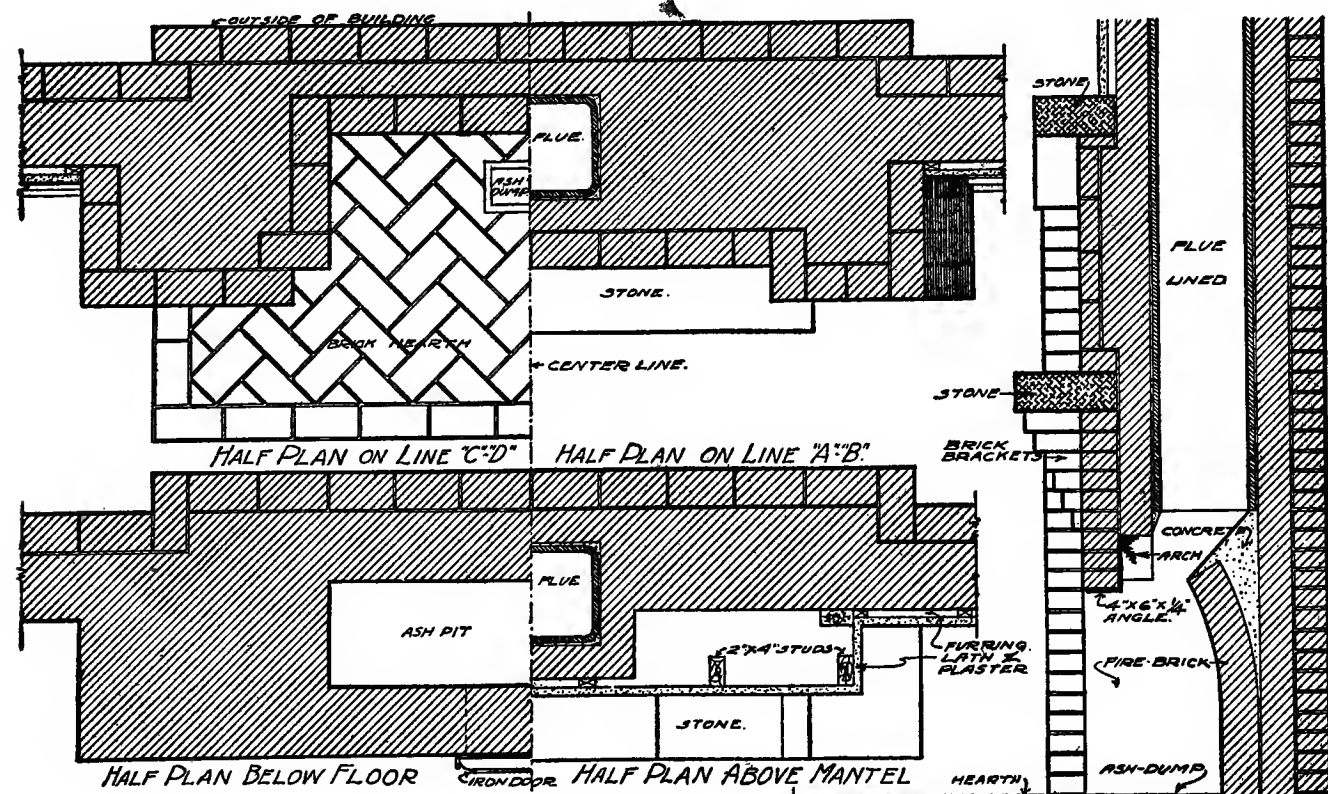 OUTSIDE OF BUILDING
FLUE.
ASH
DUMP
STONE.
BRICK HEARTH
CENTER LINE.
HALF PLAN ON LINE "C"-"D"
HALF PLAN ON LINE "A"-"B".
ASH PIT
FLUE
2"X4" STUDS
FURRING.
LATH &
PLASTER
STONE.
HALF PLAN BELOW FLOOR
IRON DOOR
HALF PLAN ABOVE MANTEL
STONE
FLUE
LINED
STONE
BRICK
BRACKETS
CONCRETE
ARCH
4"X6"X1/4"
ANGLE.
FIRE-BRICK
HEARTH
ASH-DUMP